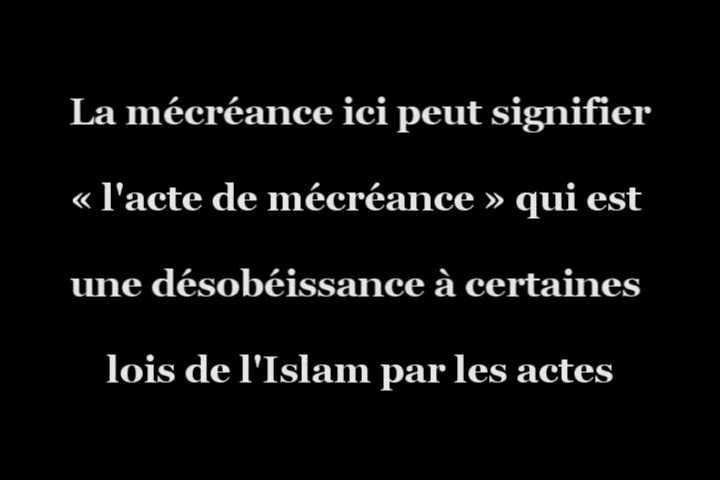 La mécréance ici peut signifier
« l'acte de mécréance » qui est
une désobéissance à certaines
lois de l'Islam par les actes